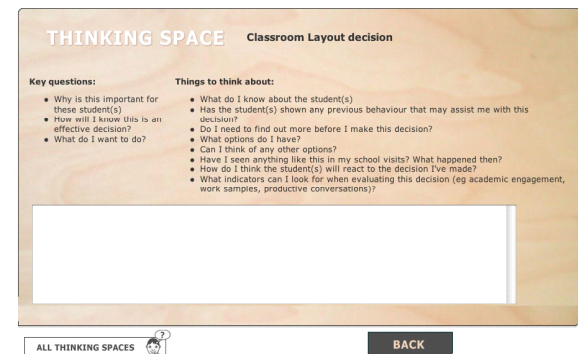 THINKING SPACE Classroom Layout decision
Key questions:
• Why is this important for
these student(s)
• How will I know this is an
effective decision?
• What do I want to do?
Things to think about:
• What do I know about the student(s)
• Has the student(s) shown any previous behaviour that may assist me with this
decision?
• Do I need to find out more before I make this decision?
• What options do I have?
• Can I think of any other options?
• Have I seen anything like this in my school visits? What happened then?
• How do I think the student(s) will react to the decision I've made?
• What indicators can I look for when evaluating this decision (eg academic engagement,
work samples, productive conversations)?
ALL THINKING SPACES ?
BACK